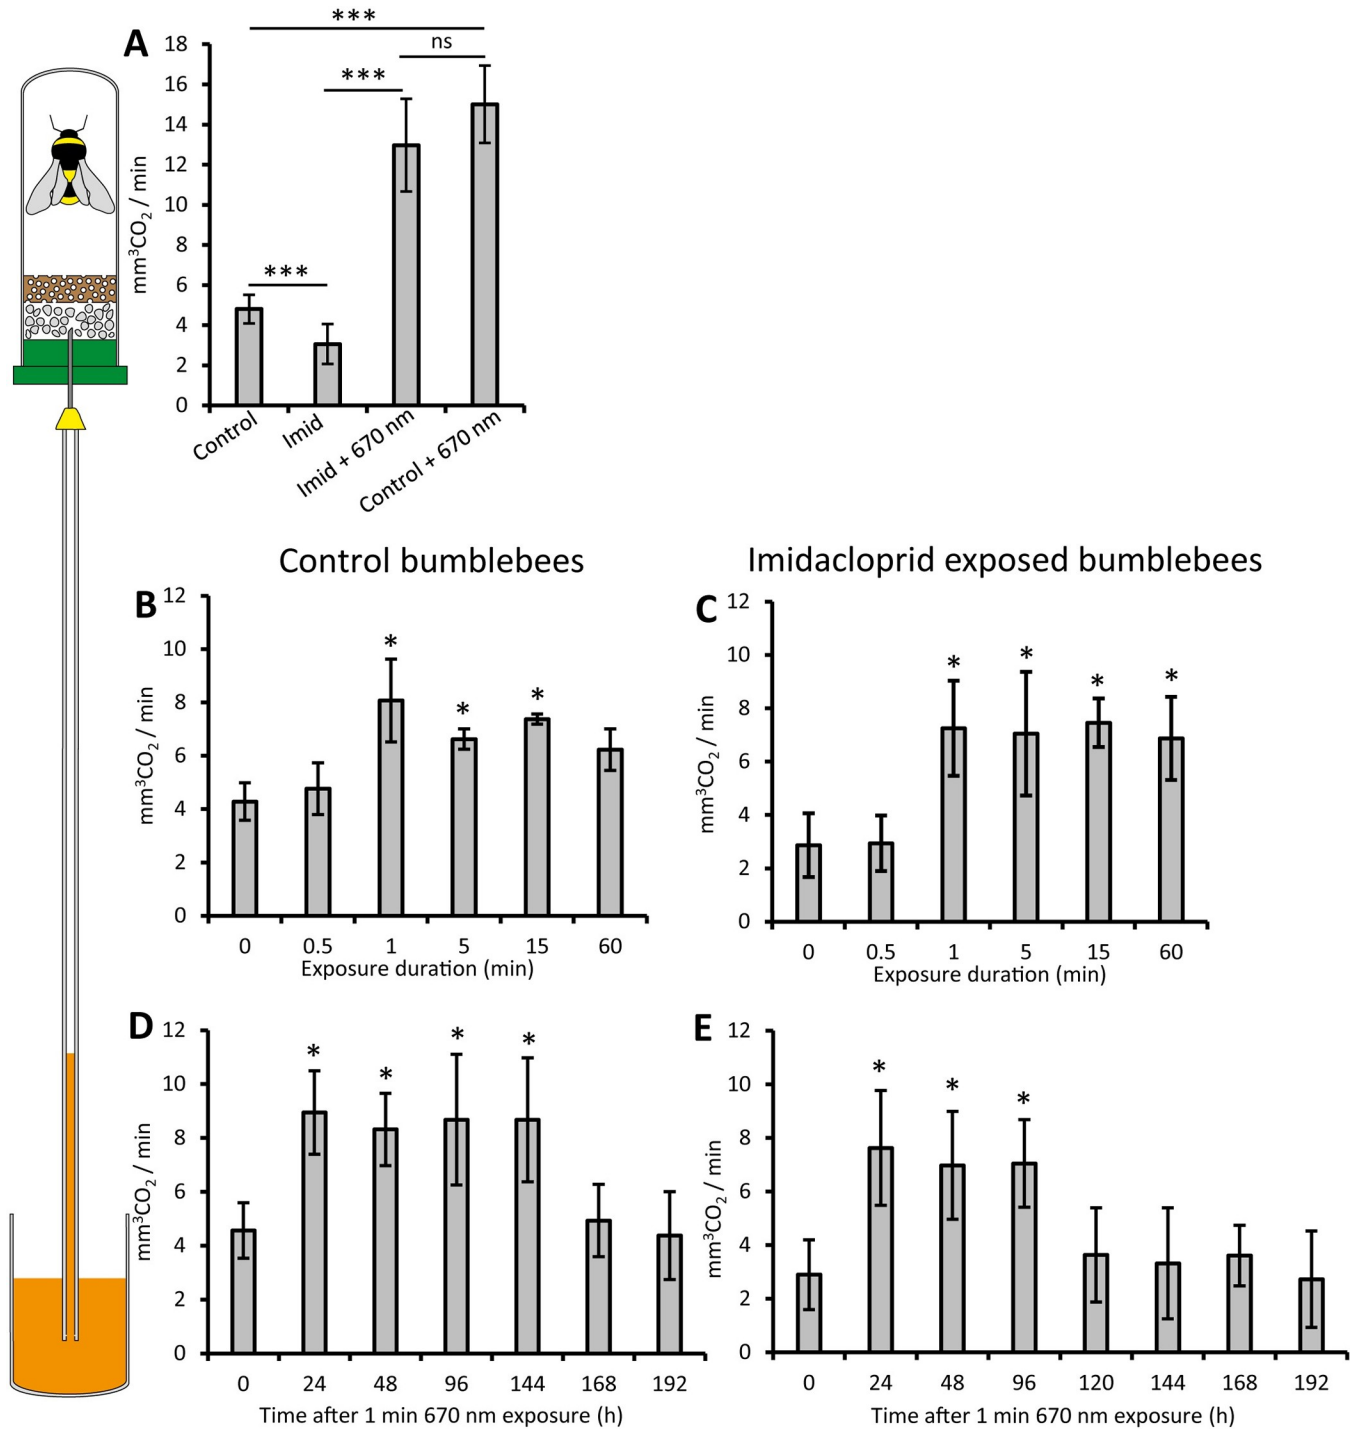 A
mm³CO₂ / min
18
16
14
12
10
8
6
4
2
0
***
ns
***
***
Control
Imid
Imid + 670 nm
Control + 670 nm
Control bumblebees
Imidacloprid exposed bumblebees
B
mm³CO₂ / min
12
10
8
6
4
2
0
* * *
0 0.5 1 5 15 60
Exposure duration (min)
C
mm³CO₂ / min
12
10
8
6
4
2
0
* * * *
0 0.5 1 5 15 60
Exposure duration (min)
D
mm³CO₂ / min
12
10
8
6
4
2
0
* * * *
0 24 48 96 144 168 192
Time after 1 min 670 nm exposure (h)
E
mm³CO₂ / min
12
10
8
6
4
2
0
* * *
0 24 48 96 120 144 168 192
Time after 1 min 670 nm exposure (h)